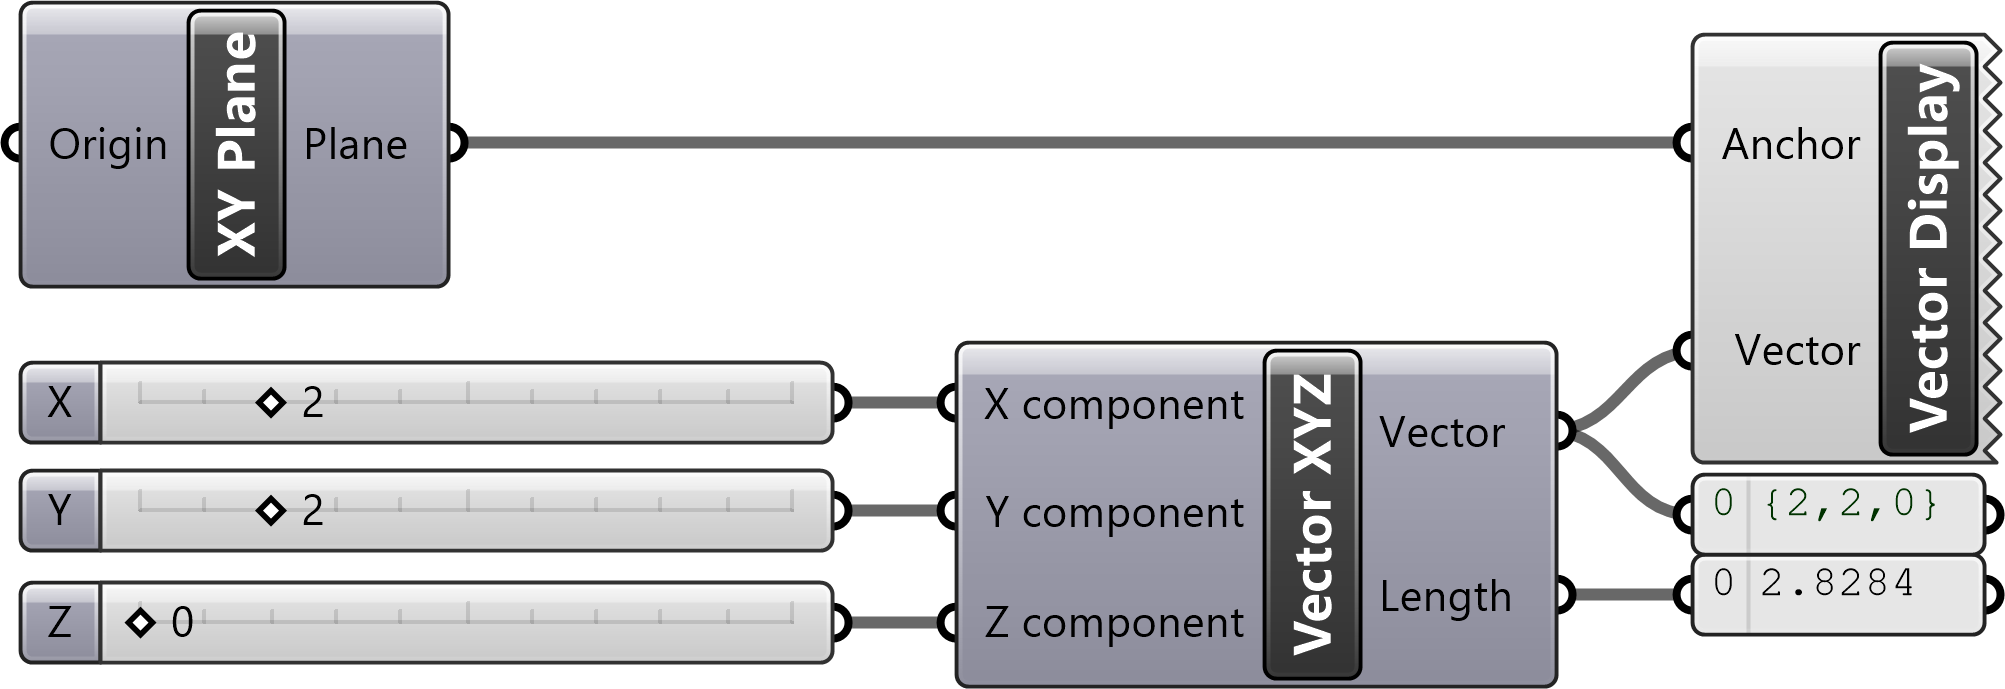 Origin
XY Plane
Plane
Anchor
Vector
Vector Display
X 2
Y 2
Z 0
X component
Y component
Z component
Vector XYZ
Vector
Length
0 {2,2,0}
0 2.8284